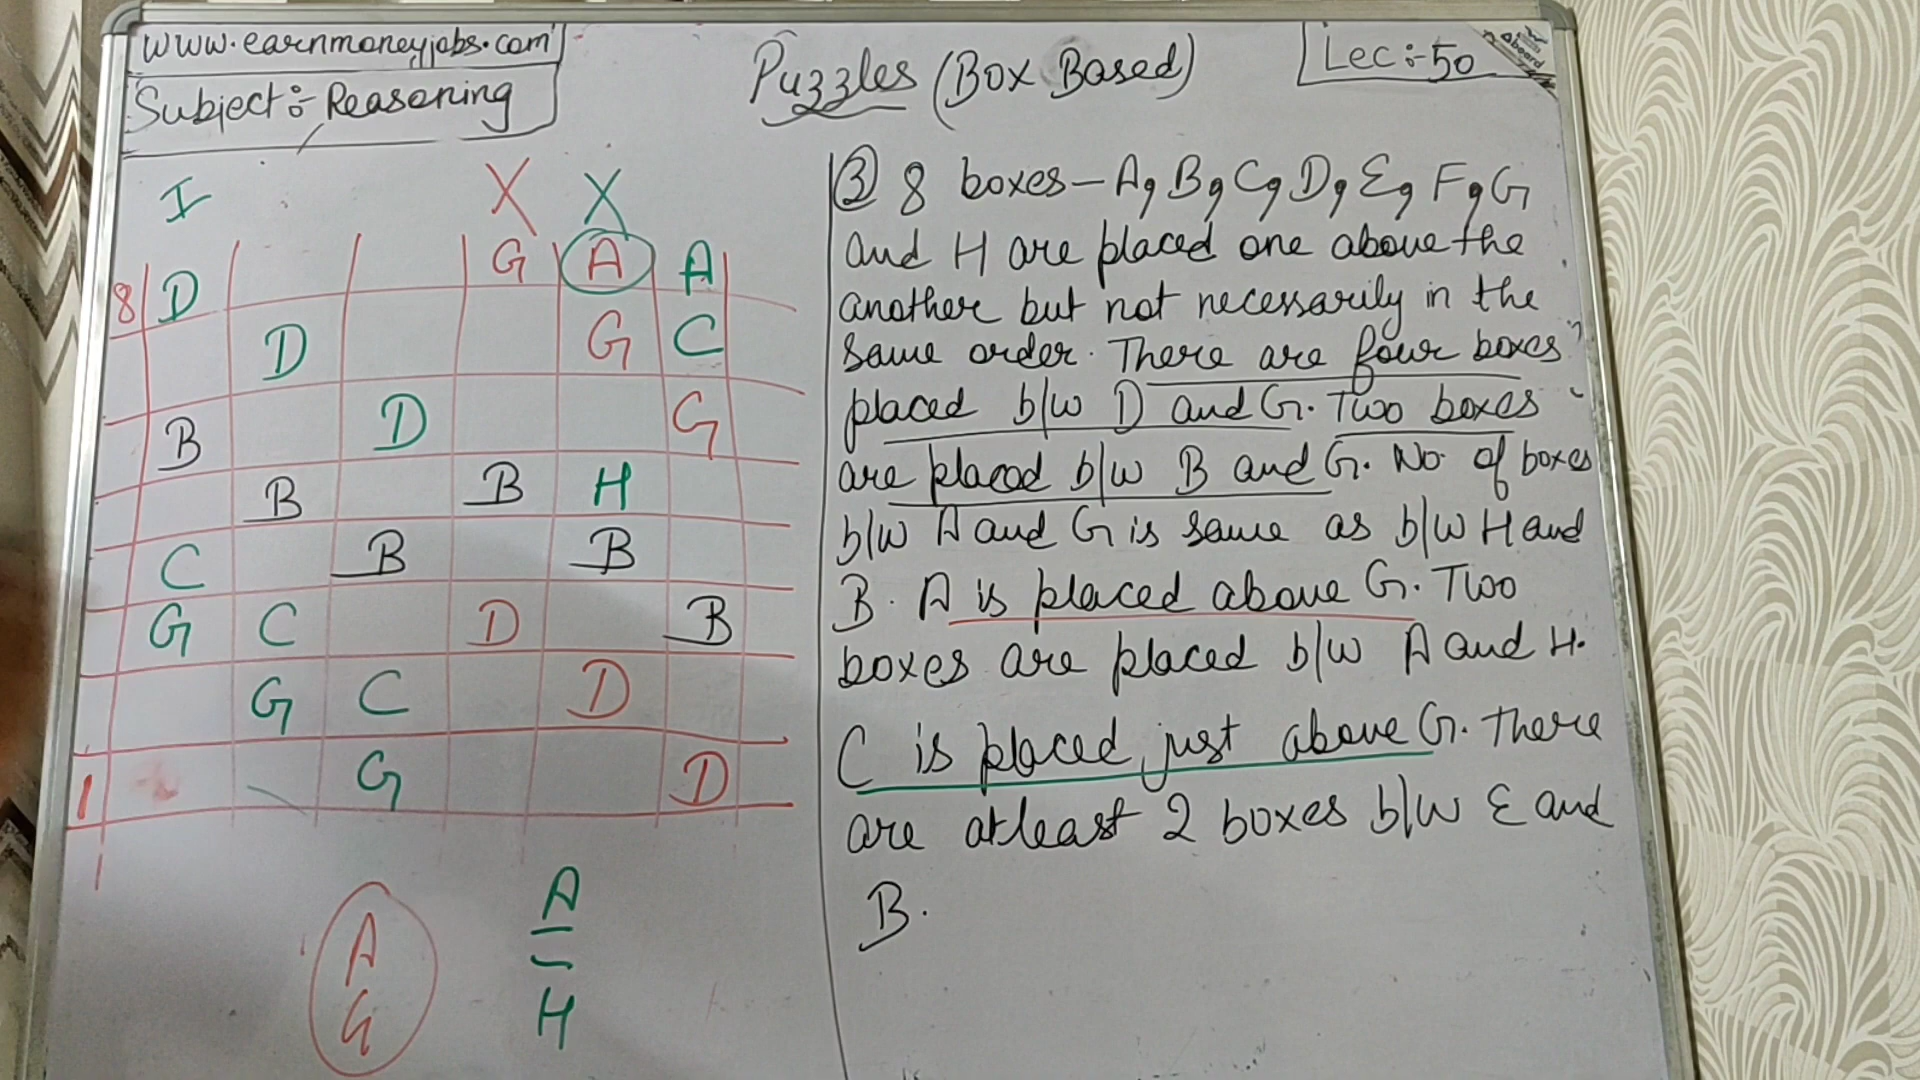 www.earnmoneyjobs.com
Subject:- Reasoning
Puzzles (Box Based)
Lec:-50
I X X
G A A
8 D
D G C
B D G
B B H
C B B
G C D B
G C D
1 G D
A
G
A
H
③ 8 boxes – A, B, C, D, E, F, G
and H are placed one above the
another but not necessarily in the
same order. There are four boxes
placed b/w D and G. Two boxes
are placed b/w B and G. No. of boxes
b/w A and G is same as b/w H and
B. A is placed above G. Two
boxes are placed b/w A and H.
C is placed just above G. There
are atleast 2 boxes b/w E and
B.